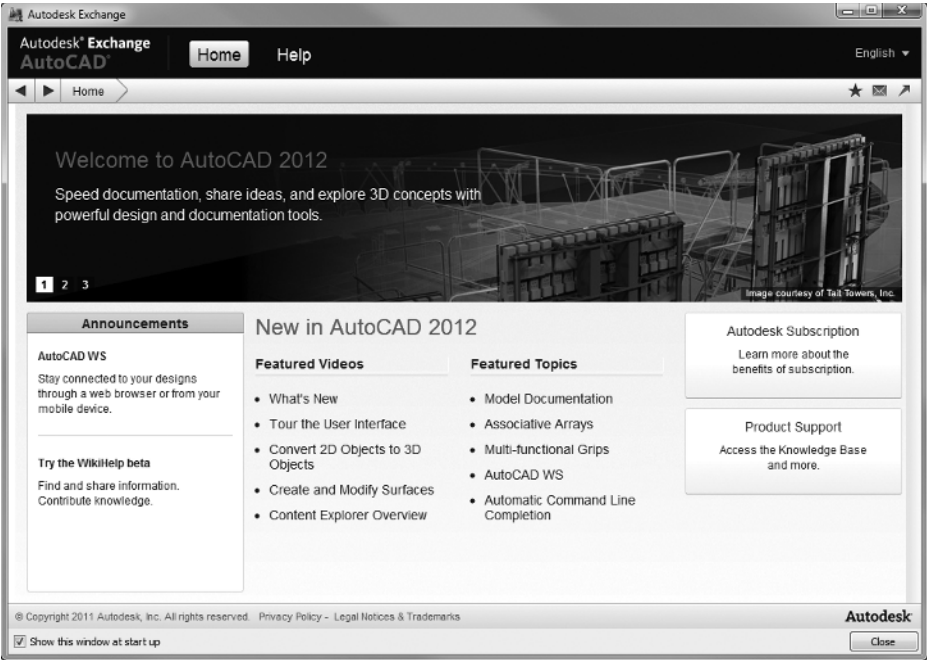 Autodesk Exchange
Autodesk® Exchange
AutoCAD®
Home
Help
English
Home
Welcome to AutoCAD 2012
Speed documentation, share ideas, and explore 3D concepts with
powerful design and documentation tools.
1 2 3
Image courtesy of Tait Towers, Inc.
Announcements
AutoCAD WS
Stay connected to your designs
through a web browser or from your
mobile device.
Try the WikiHelp beta
Find and share information.
Contribute knowledge.
New in AutoCAD 2012
Featured Videos
• What's New
• Tour the User Interface
• Convert 2D Objects to 3D
Objects
• Create and Modify Surfaces
• Content Explorer Overview
Featured Topics
• Model Documentation
• Associative Arrays
• Multi-functional Grips
• AutoCAD WS
• Automatic Command Line
Completion
Autodesk Subscription
Learn more about the
benefits of subscription.
Product Support
Access the Knowledge Base
and more.
© Copyright 2011 Autodesk, Inc. All rights reserved. Privacy Policy - Legal Notices & Trademarks
Autodesk
Show this window at start up
Close